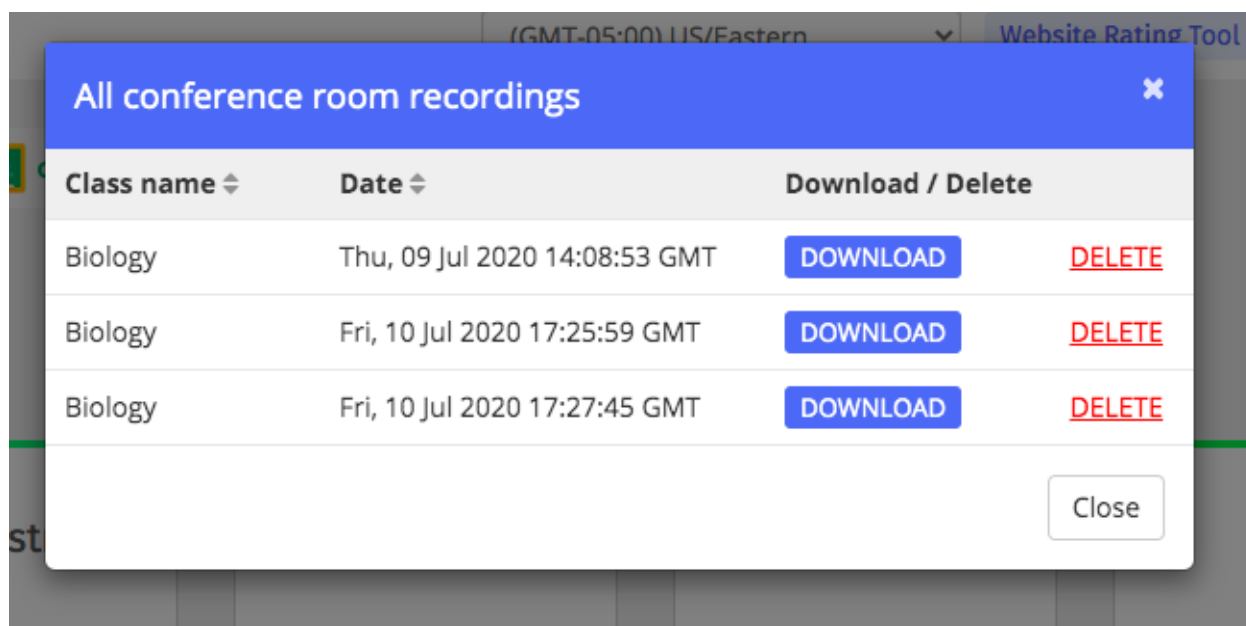 (GMT-05:00) US/Eastern Website Rating Tool
All conference room recordings ×
Class name Date Download / Delete
Biology Thu, 09 Jul 2020 14:08:53 GMT DOWNLOAD DELETE
Biology Fri, 10 Jul 2020 17:25:59 GMT DOWNLOAD DELETE
Biology Fri, 10 Jul 2020 17:27:45 GMT DOWNLOAD DELETE
Close